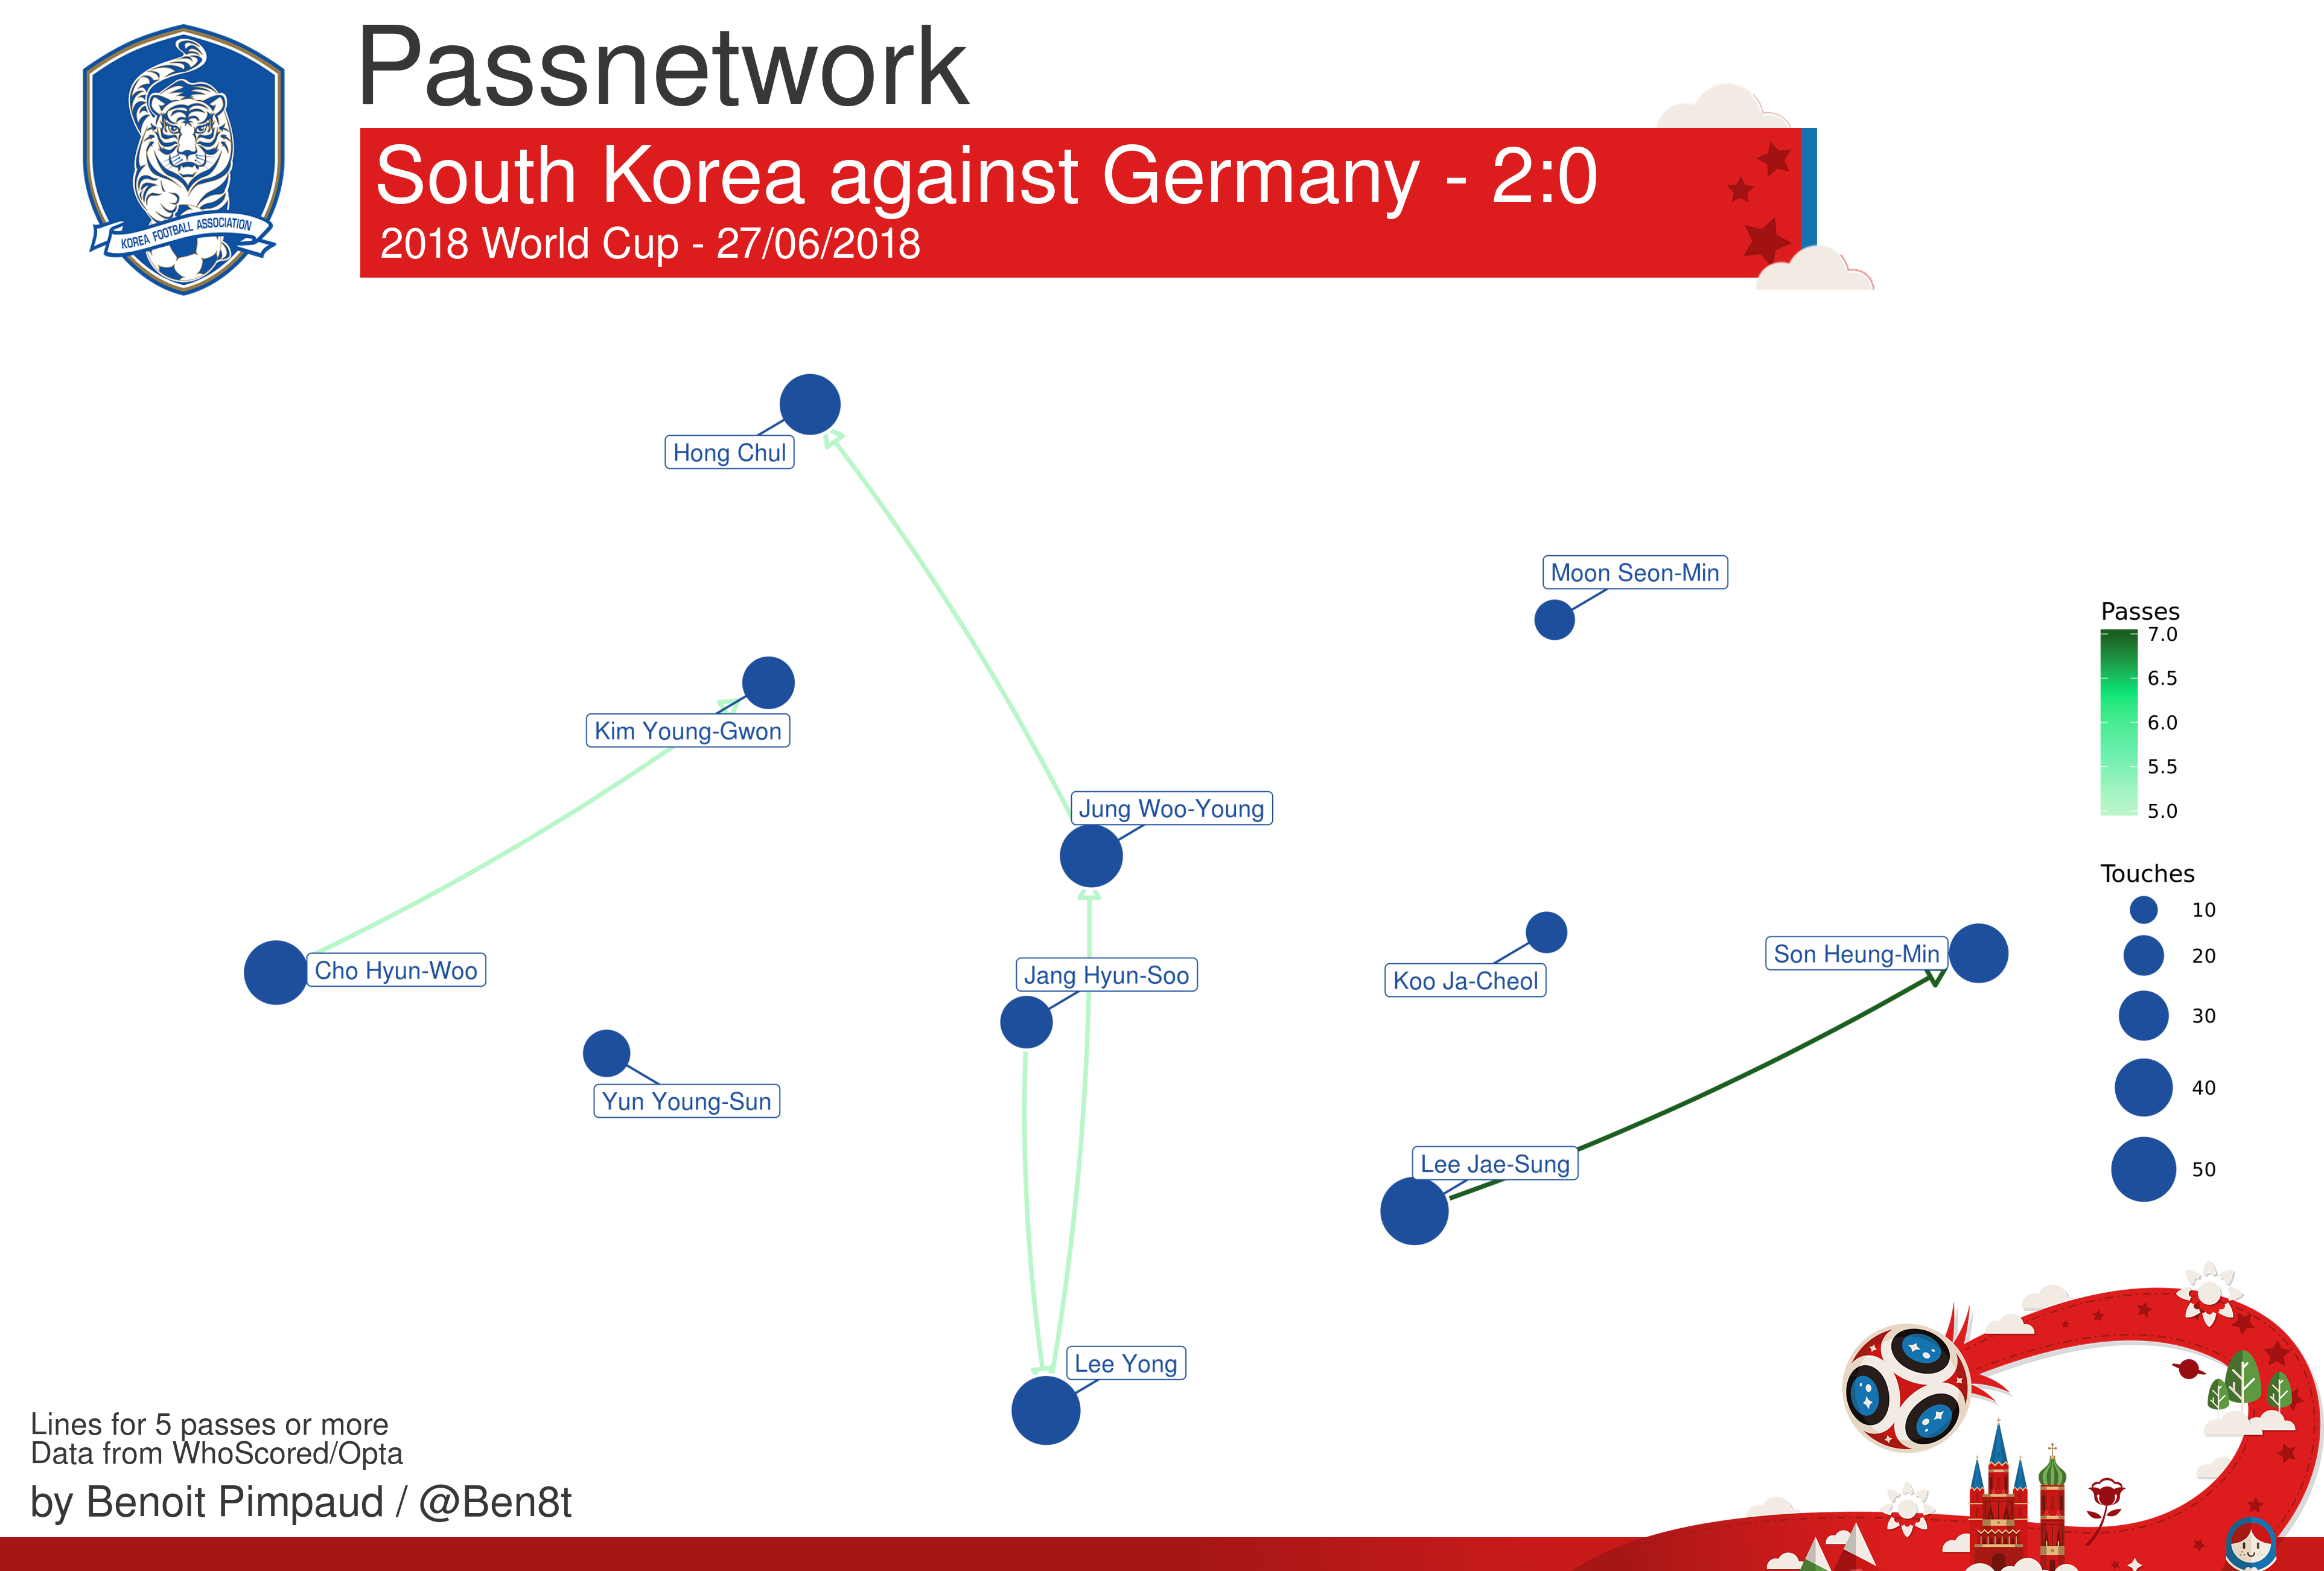 Passnetwork
South Korea against Germany - 2:0
2018 World Cup - 27/06/2018
KOREA FOOTBALL ASSOCIATION
Hong Chul
Moon Seon-Min
Kim Young-Gwon
Jung Woo-Young
Cho Hyun-Woo
Jang Hyun-Soo
Koo Ja-Cheol
Son Heung-Min
Yun Young-Sun
Lee Jae-Sung
Lee Yong
Passes
7.0
6.5
6.0
5.5
5.0
Touches
10
20
30
40
50
Lines for 5 passes or more
Data from WhoScored/Opta
by Benoit Pimpaud / @Ben8t